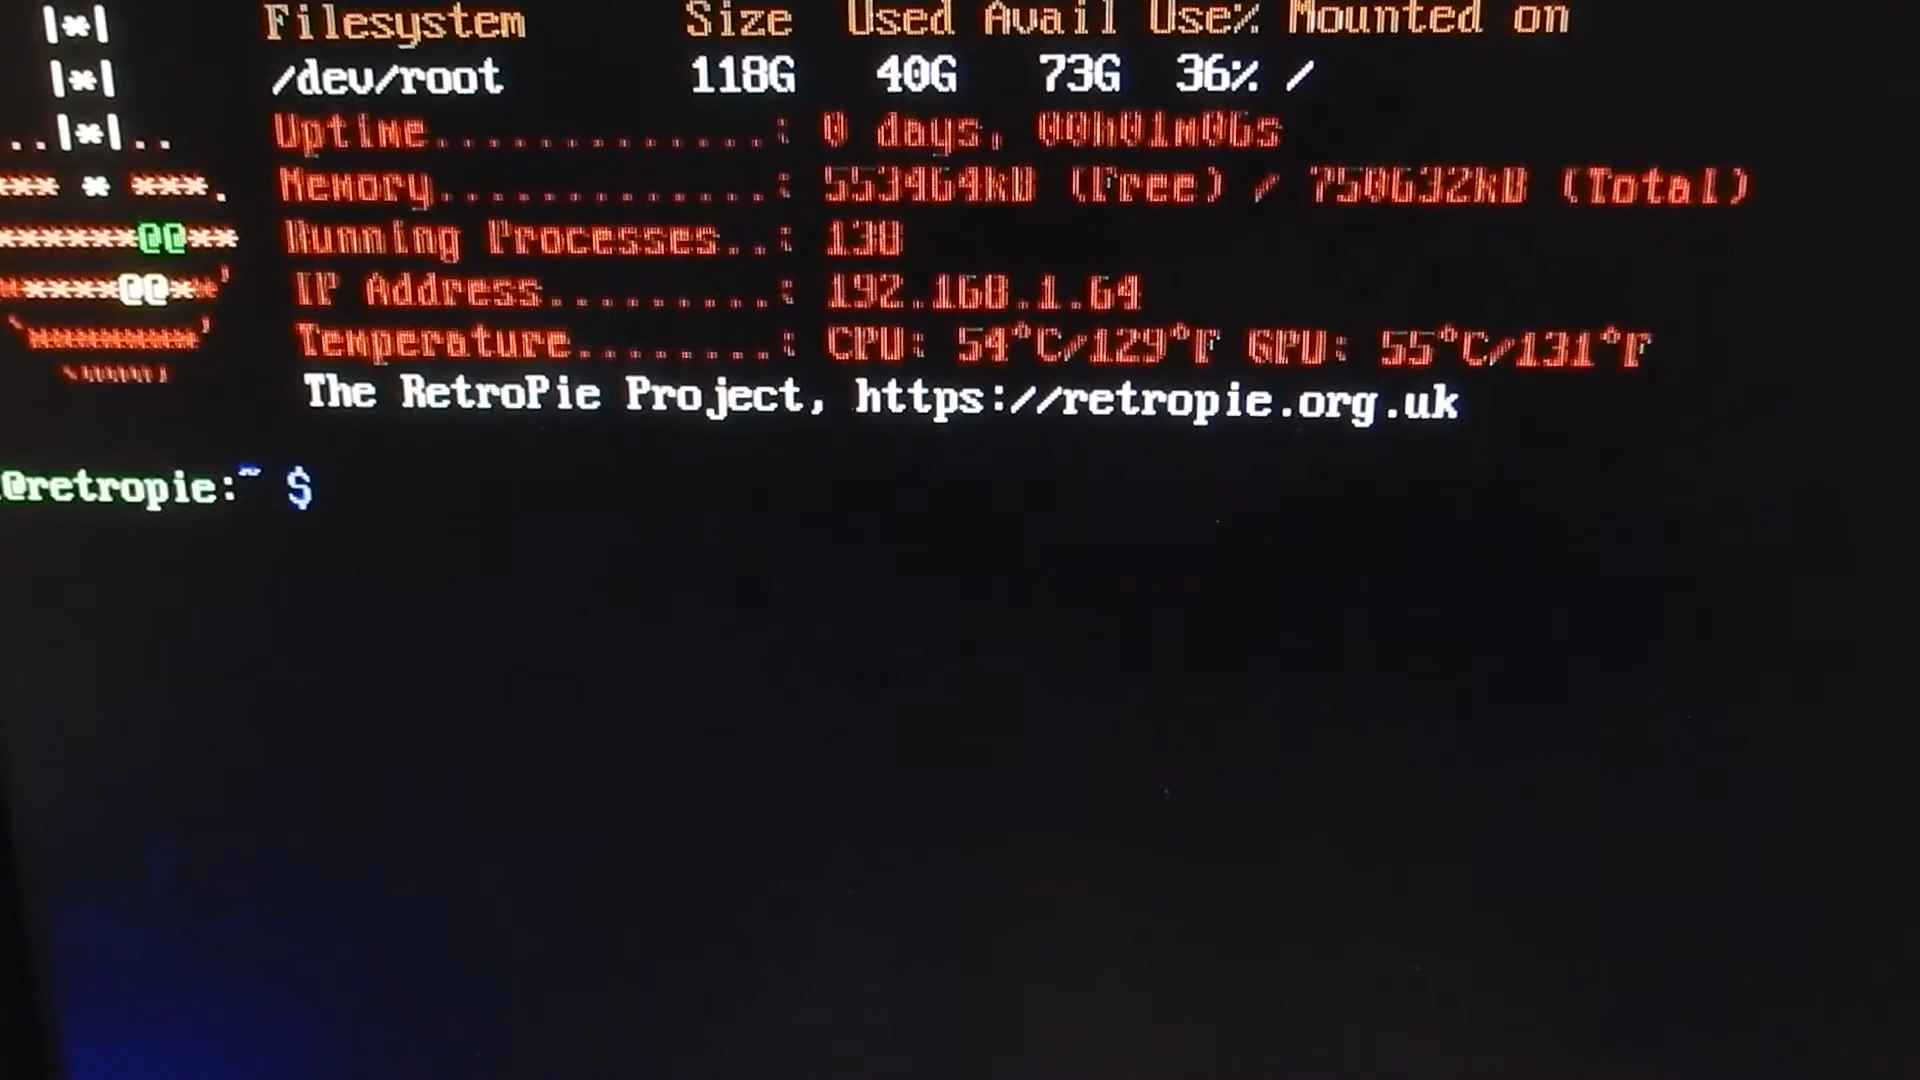 |*| Filesystem Size Used Avail Use% Mounted on
|*| /dev/root 118G 40G 73G 36% /
..|*|.. Uptime.............: 0 days, 00h01m06s
*** * ***. Memory.............: 553464kB (Free) / 750632kB (Total)
******@@** Running Processes..: 138
*****@@**' IP Address.........: 192.168.1.64
Temperature........: CPU: 54°C/129°F GPU: 55°C/131°F
The RetroPie Project, https://retropie.org.uk
@retropie:~ $